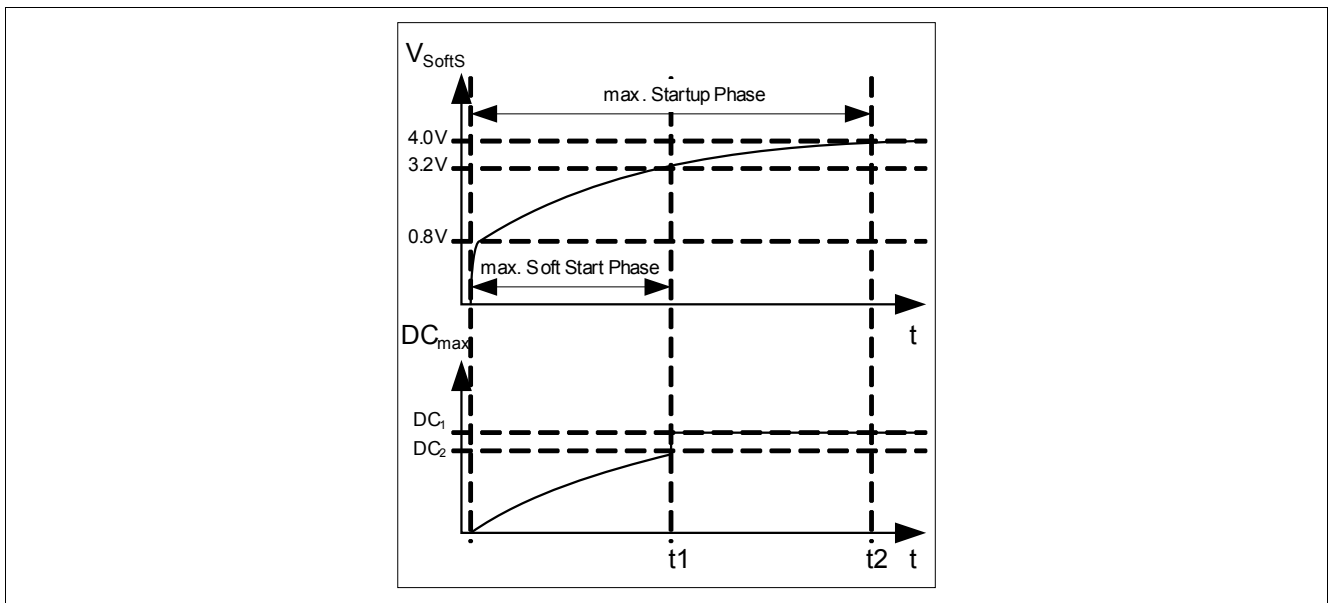 V_SoftS
max. Startup Phase
4.0V
3.2V
0.8V
max. Soft Start Phase
t
DC_max
DC_1
DC_2
t1
t2
t